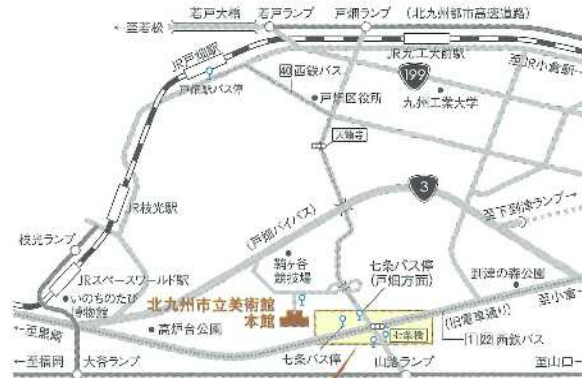 若戸大橋
若戸ランプ
戸畑ランプ
(北九州都市高速道路)
←至若松
JR戸畑駅
JR九工大前駅
至JR小倉駅→
戸畑駅バス停
40 西鉄バス
199
戸畑区役所
九州工業大学
天籟寺
3
JR枝光駅
(戸畑バイパス)
至下到津ランプ→
枝光ランプ
鞘ヶ谷
競技場
七条バス停
(戸畑方面)
到津の森公園
JRスペースワールド駅
いのちのたび
博物館
北九州市立美術館
本館
至小倉→
(旧電車通り)
←至黒崎
高炉台公園
七条橋
1 22 西鉄バス
七条バス停
←至福岡
大谷ランプ
山路ランプ
至山口→